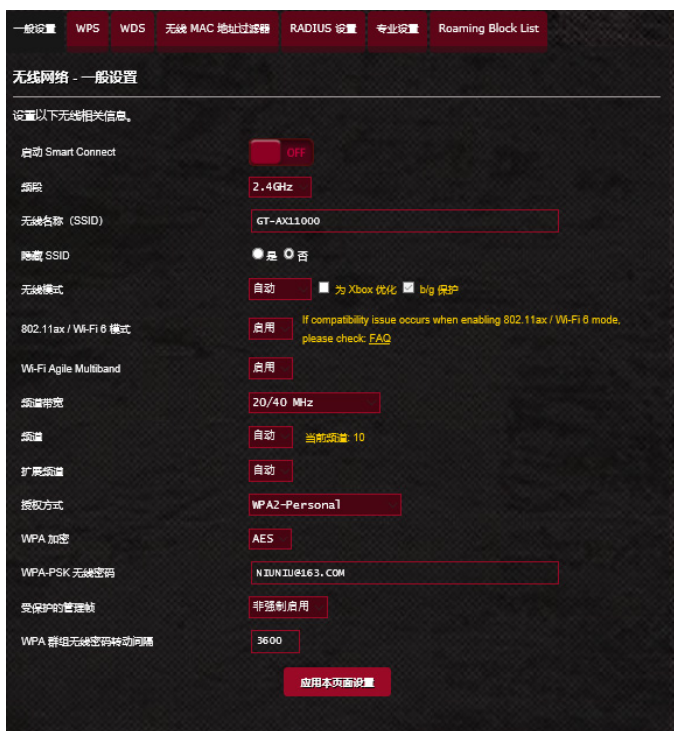 一般设置 WPS WDS 无线 MAC 地址过滤器 RADIUS 设置 专业设置 Roaming Block List
无线网络 - 一般设置
设置以下无线相关信息。
启动 Smart Connect OFF
频段 2.4GHz
无线名称（SSID） GT-AX11000
隐藏 SSID 是 否
无线模式 自动 为 Xbox 优化 b/g 保护
802.11ax / Wi-Fi 6 模式 启用 If compatibility issue occurs when enabling 802.11ax / Wi-Fi 6 mode,
please check: FAQ
Wi-Fi Agile Multiband 启用
频道带宽 20/40 MHz
频道 自动 当前频道: 10
扩展频道 自动
授权方式 WPA2-Personal
WPA 加密 AES
WPA-PSK 无线密码 NIUNIU@163.COM
受保护的管理帧 非强制启用
WPA 群组无线密码转动间隔 3600
应用本页面设置